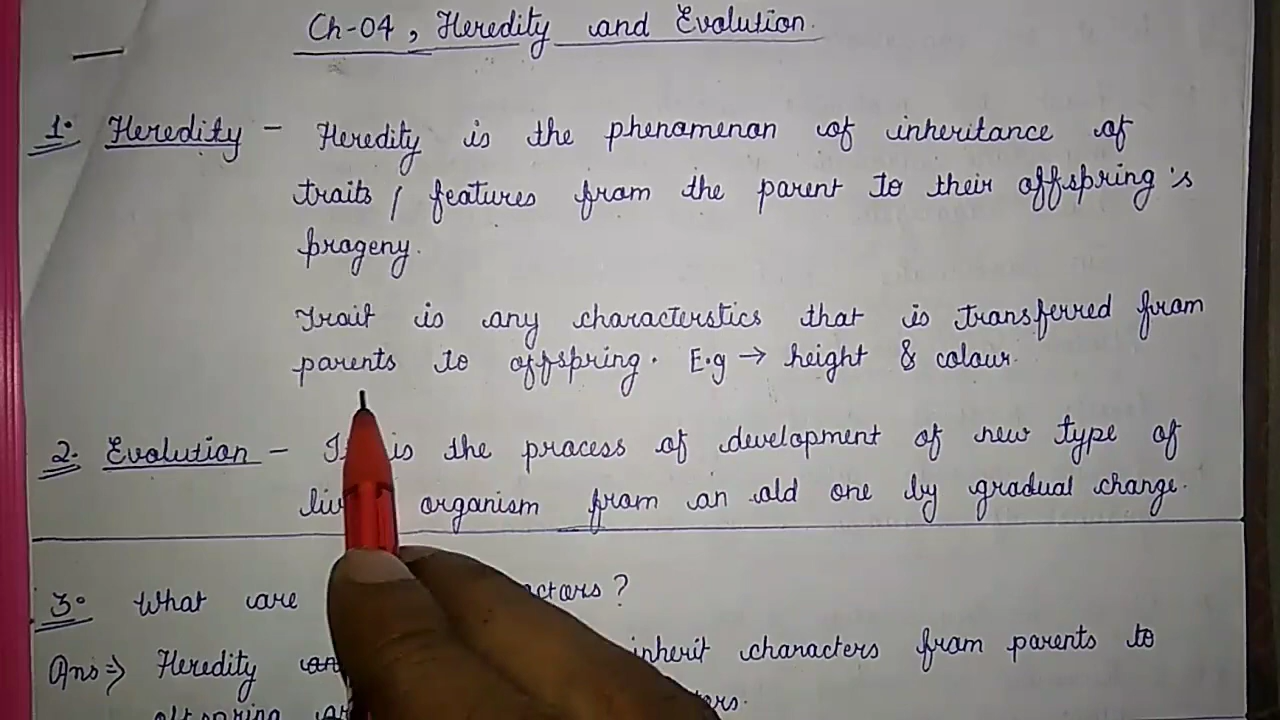 Ch-04, Heredity and Evolution.
1. Heredity - Heredity is the phenomenon of inheritance of
traits / features from the parent to their offspring's
progeny.
Trait is any characterstics that is transferred from
parents to offspring. E.g → height & colour.
2. Evolution - is the process of development of new type of
organism from an old one by gradual change.
3. What are ?
Ans ⇒ Heredity inherit characters from parents to